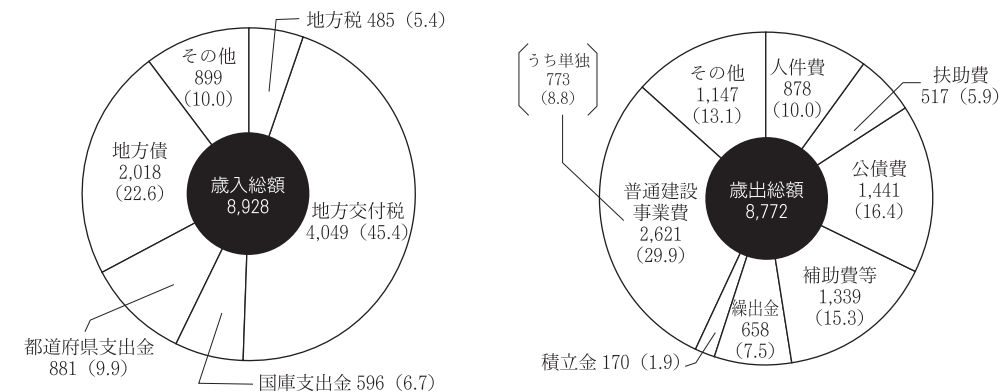 地方税 485（5.4）
その他
899
（10.0）
地方債
2,018
（22.6）
歳入総額
8,928
地方交付税
4,049（45.4）
都道府県支出金
881（9.9）
国庫支出金 596（6.7）
うち単独
773
（8.8）
その他
1,147
（13.1）
人件費
878
（10.0）
扶助費
517（5.9）
公債費
1,441
（16.4）
普通建設
事業費
2,621
（29.9）
歳出総額
8,772
補助費等
1,339
（15.3）
繰出金
658
（7.5）
積立金 170（1.9）